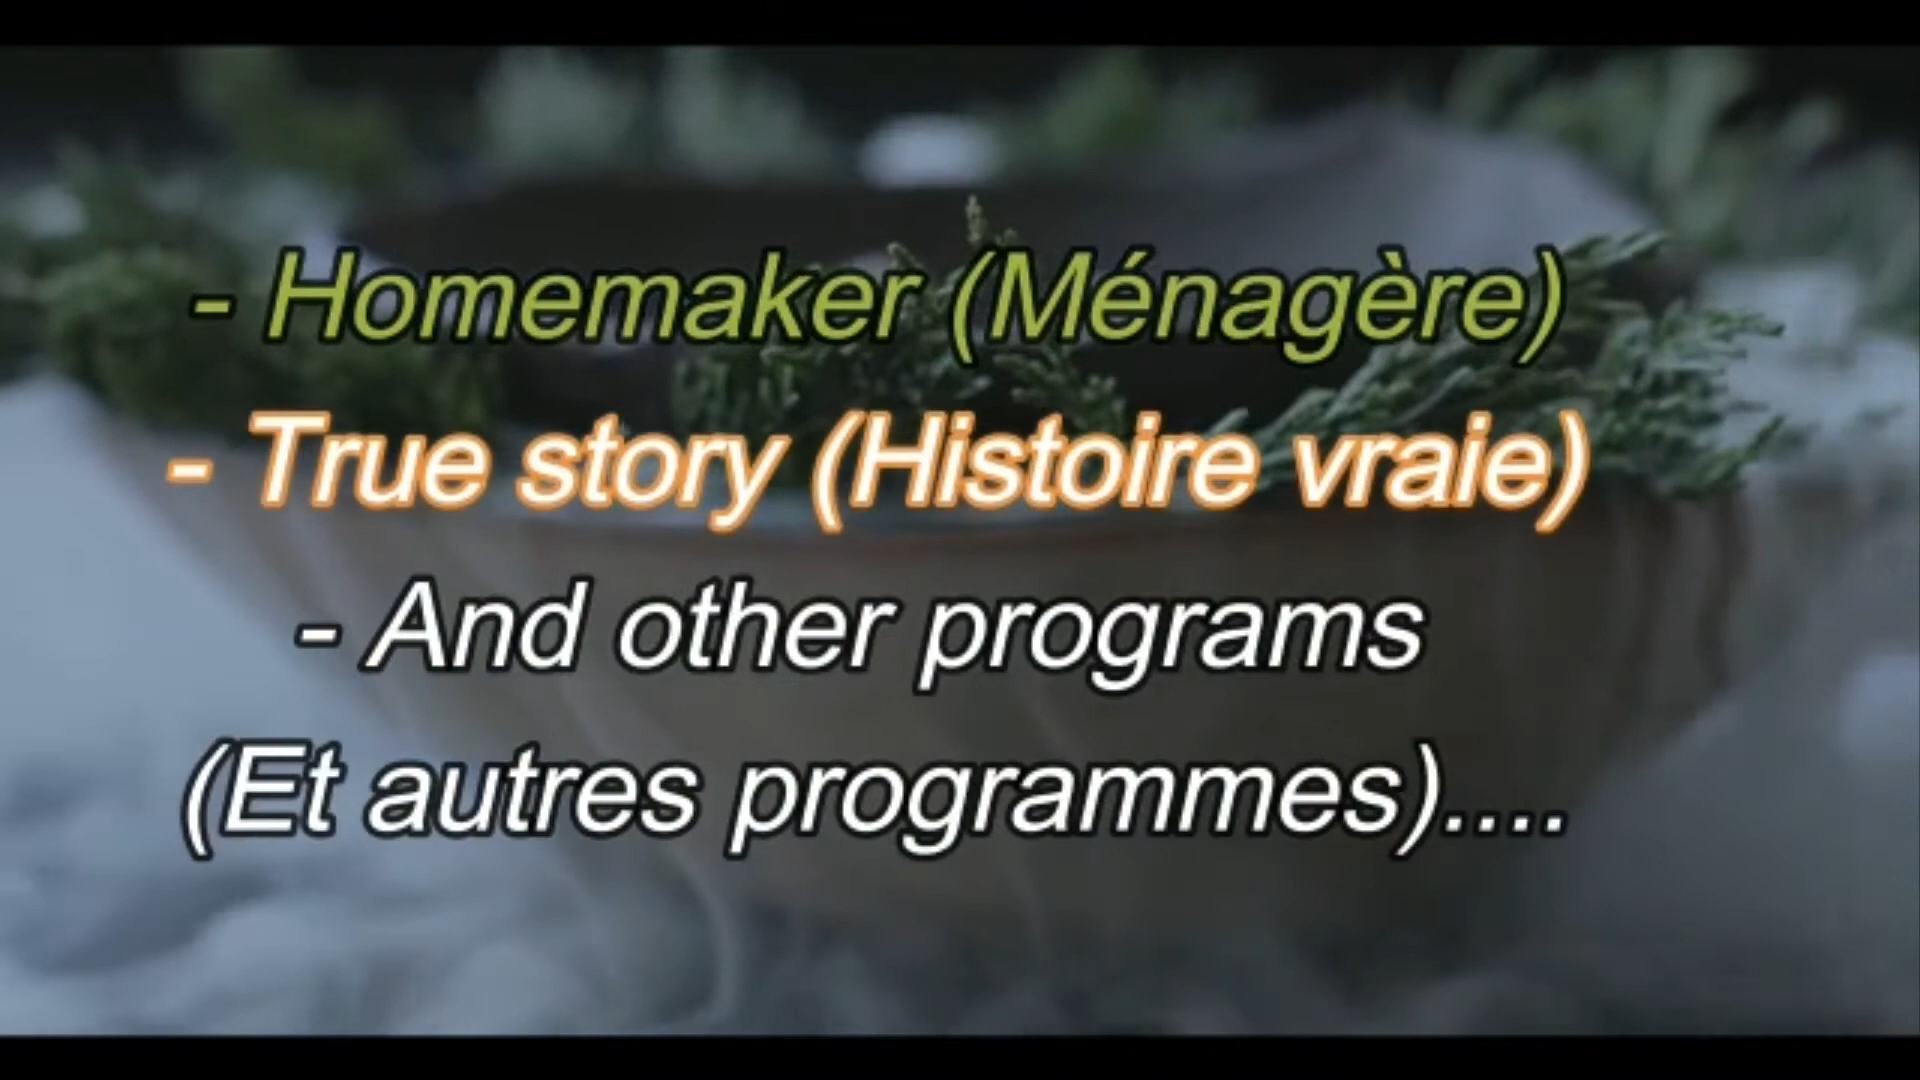 - Homemaker (Ménagère)
- True story (Histoire vraie)
- And other programs
(Et autres programmes)....